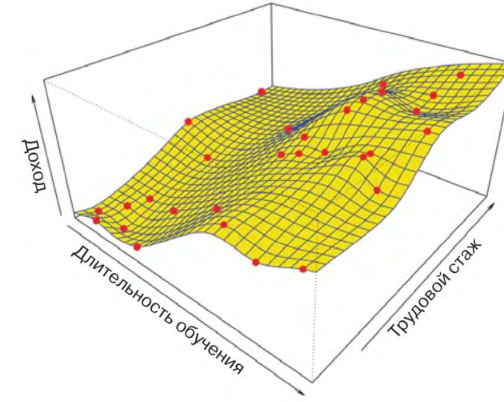 Доход
Длительность обучения
Трудовой стаж